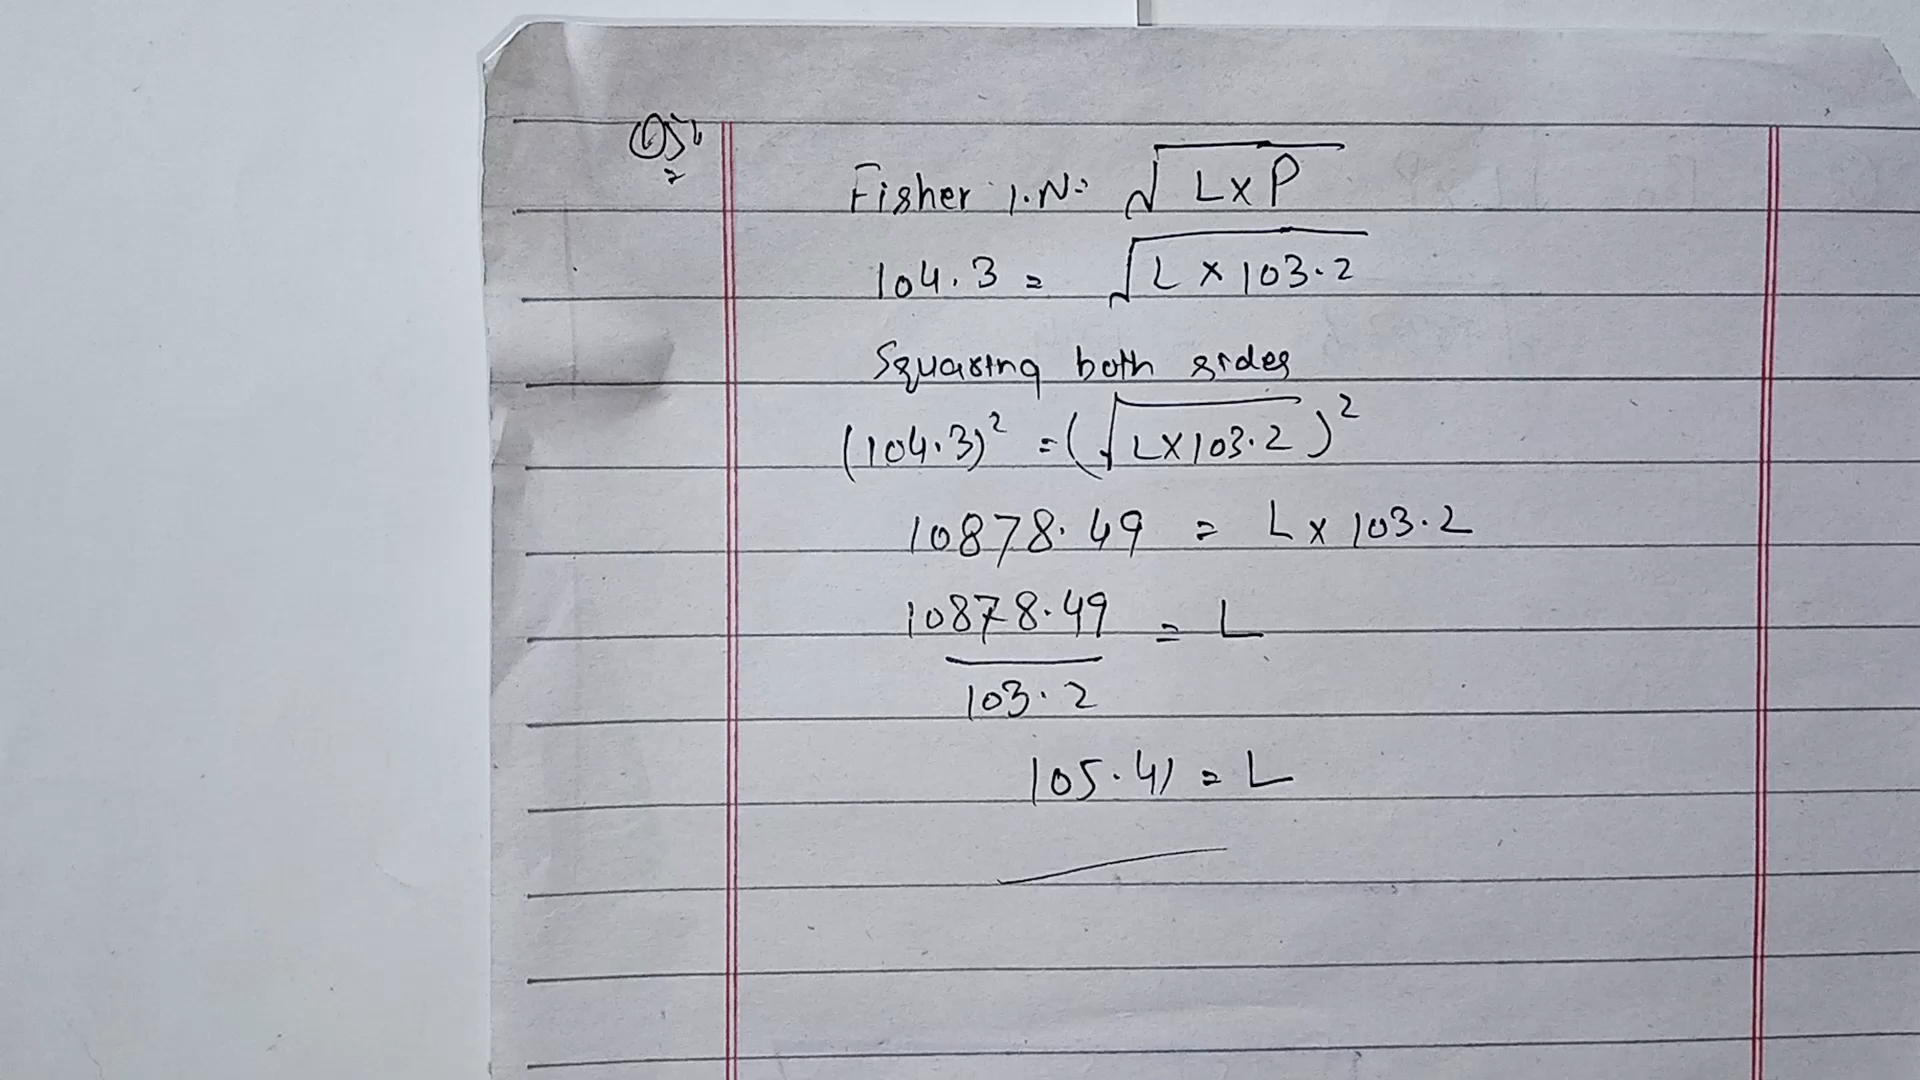 Fisher I.N = √L×P
104.3 = √L × 103.2
Squaring both sides
(104.3)² = (√L×103.2)²
10878.49 = L × 103.2
10878.49 / 103.2 = L
105.41 = L